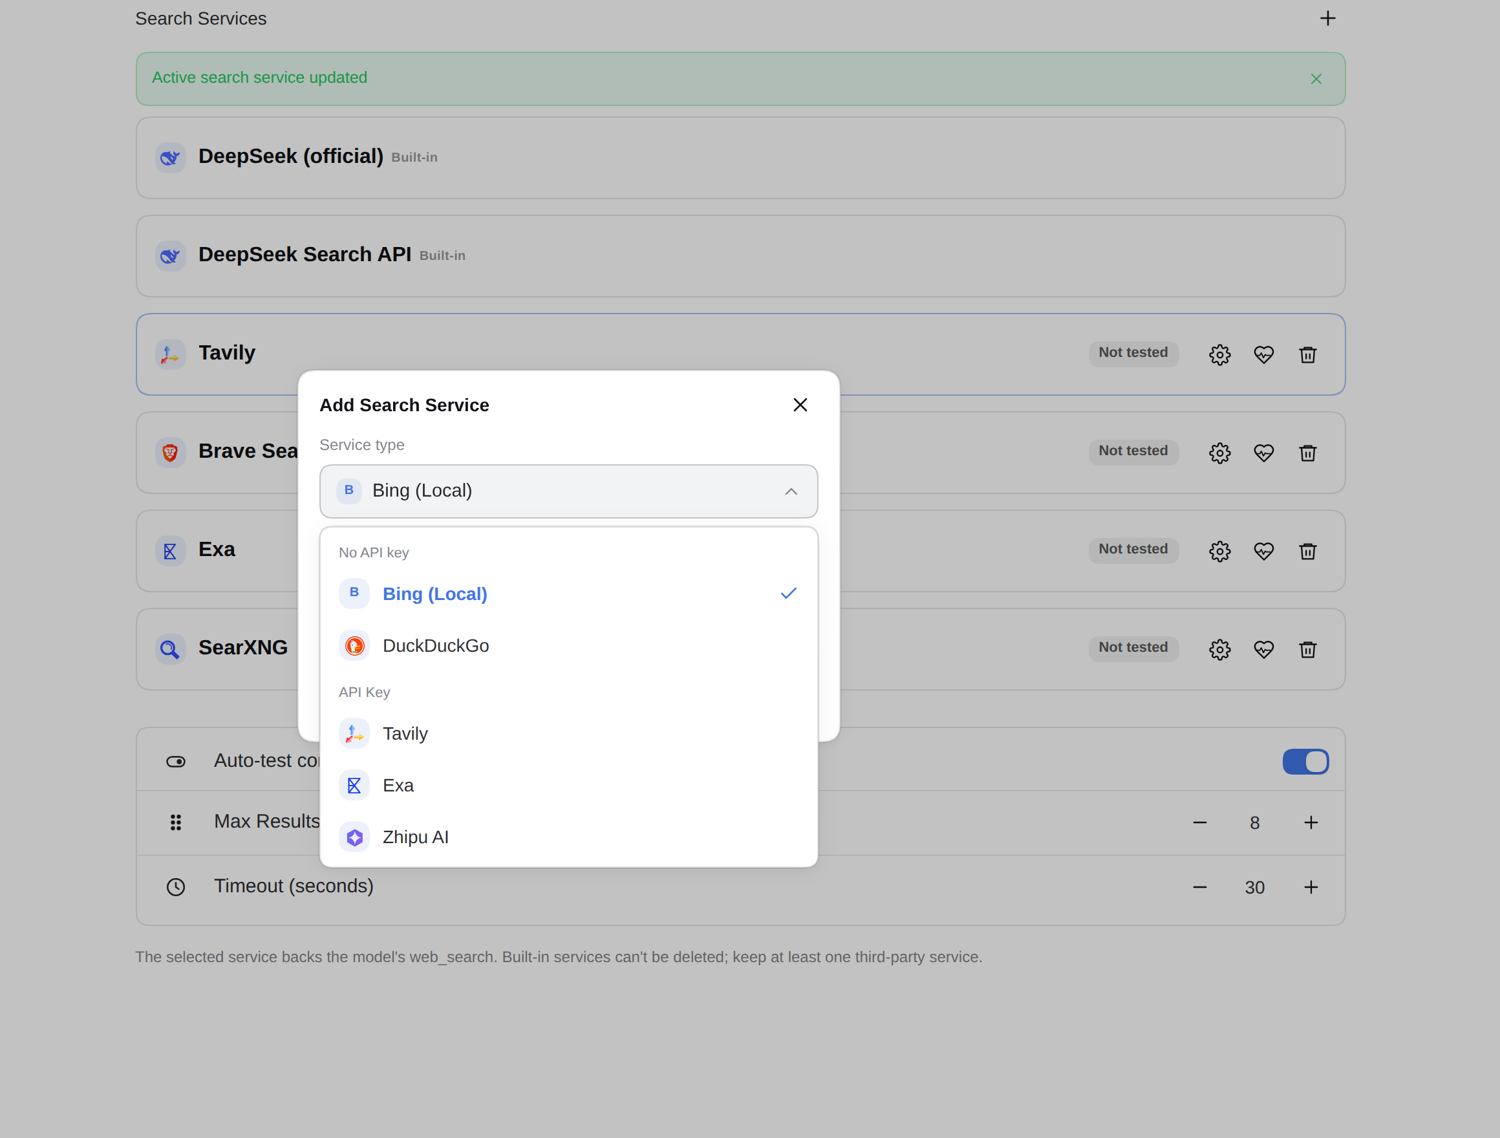 Search Services
Active search service updated
DeepSeek (official) Built-in
DeepSeek Search API Built-in
Tavily Not tested
Add Search Service
Service type
Brave Sea Not tested
B Bing (Local)
No API key
Exa Not tested
B Bing (Local)
DuckDuckGo
SearXNG Not tested
API Key
Tavily
Auto-test co
Exa
Max Results 8
Zhipu AI
Timeout (seconds) 30
The selected service backs the model's web_search. Built-in services can't be deleted; keep at least one third-party service.